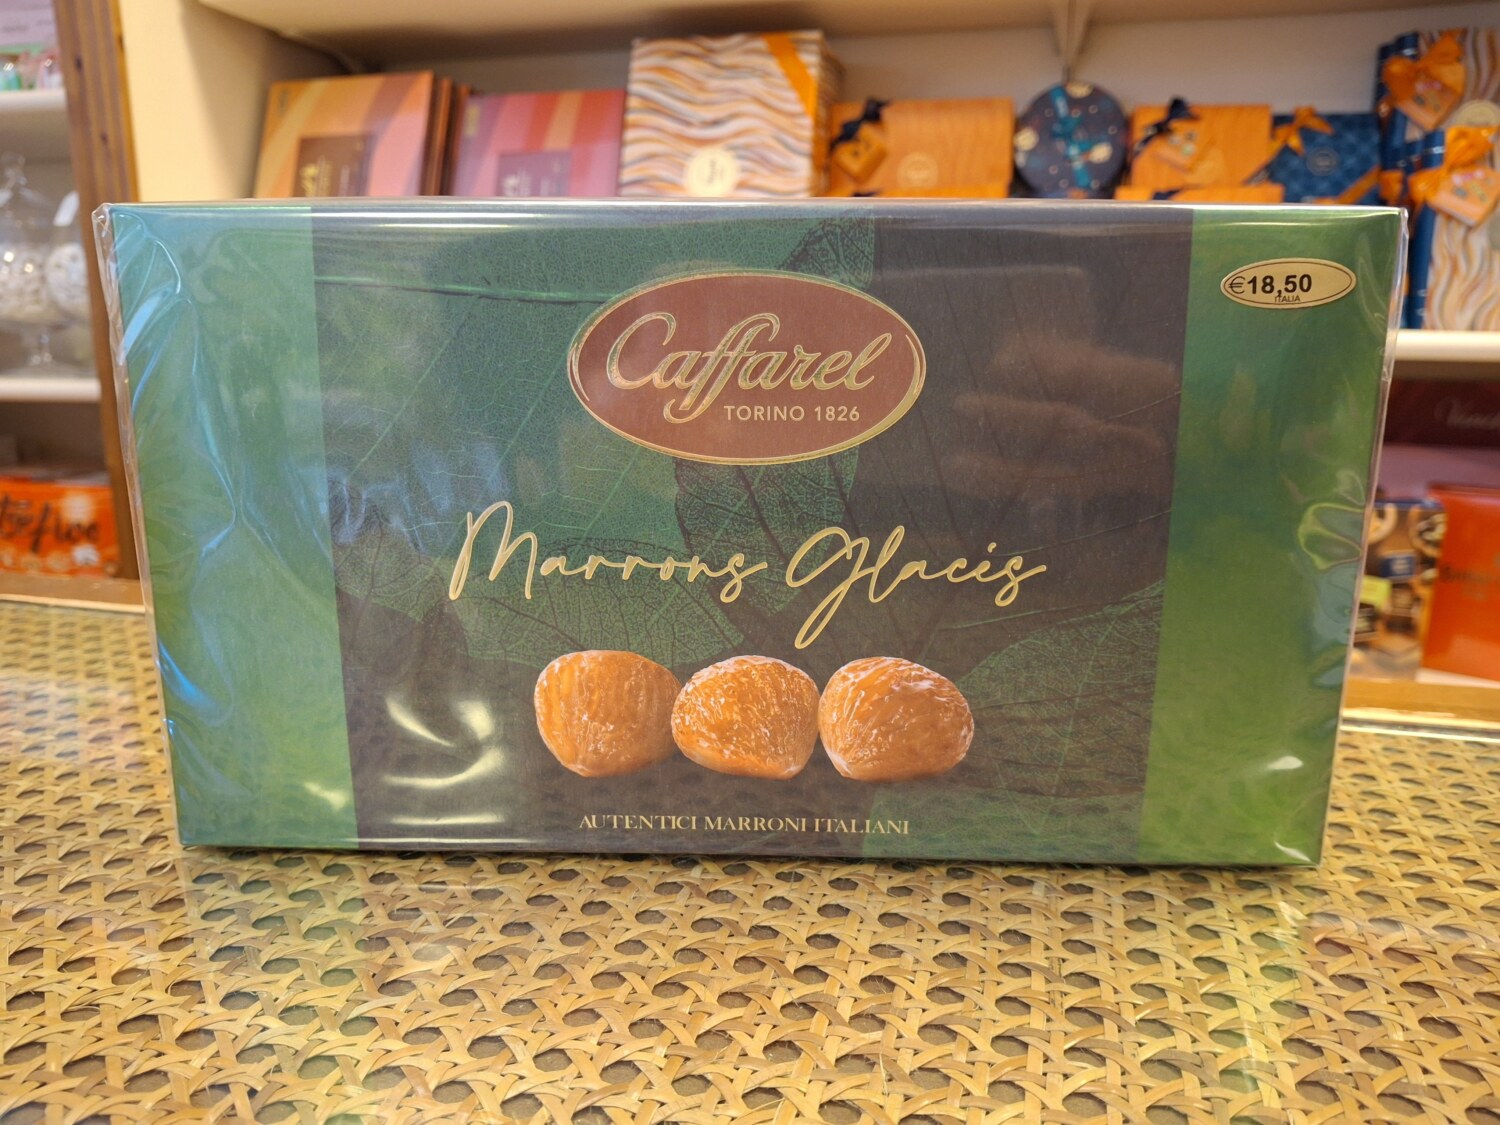 Caffarel
TORINO 1826
€18,50
ITALIA
Marrons Glacés
AUTENTICI MARRONI ITALIANI